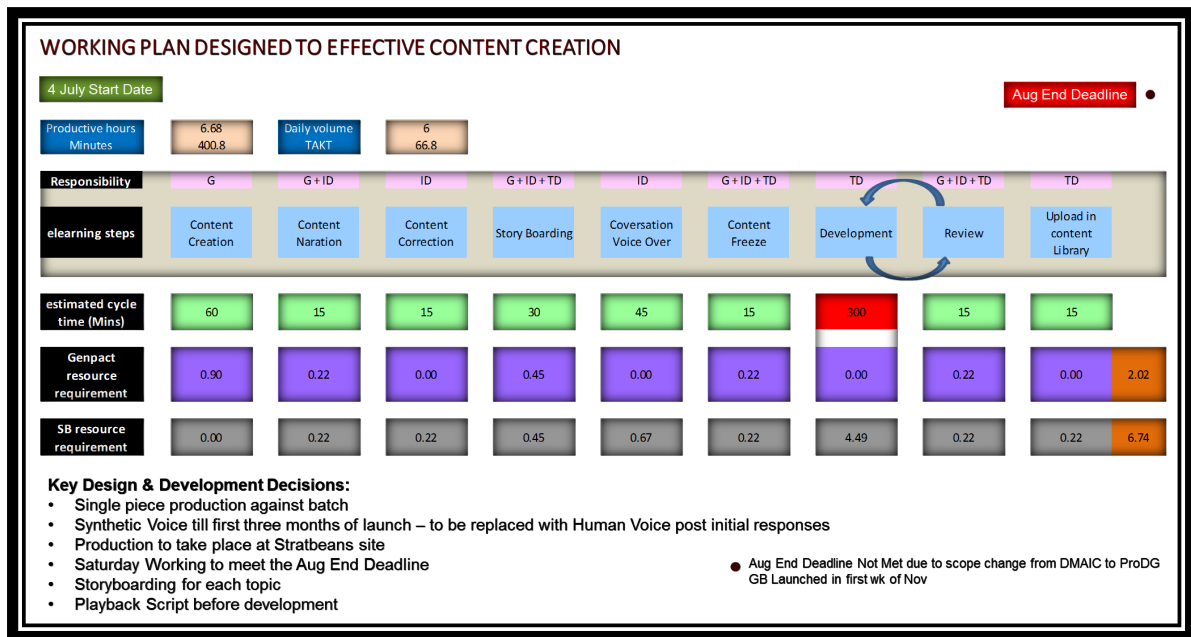 WORKING PLAN DESIGNED TO EFFECTIVE CONTENT CREATION
4 July Start Date
Aug End Deadline
Productive hours 6.68 Daily volume 6
Minutes 400.8 TAKT 66.8
Responsibility G G + ID ID G + ID + TD ID G + ID + TD TD G + ID + TD TD
elearning steps
Content
Creation
Content
Naration
Content
Correction
Story Boarding
Coversation
Voice Over
Content
Freeze
Development
Review
Upload in
content
Library
estimated cycle
time (Mins)
60 15 15 30 45 15 300 15 15
Genpact
resource
requirement
0.90 0.22 0.00 0.45 0.00 0.22 0.00 0.22 0.00 2.02
SB resource
requirement
0.00 0.22 0.22 0.45 0.67 0.22 4.49 0.22 0.22 6.74
Key Design & Development Decisions:
• Single piece production against batch
• Synthetic Voice till first three months of launch – to be replaced with Human Voice post initial responses
• Production to take place at Stratbeans site
• Saturday Working to meet the Aug End Deadline
• Storyboarding for each topic
• Playback Script before development
● Aug End Deadline Not Met due to scope change from DMAIC to ProDG
GB Launched in first wk of Nov